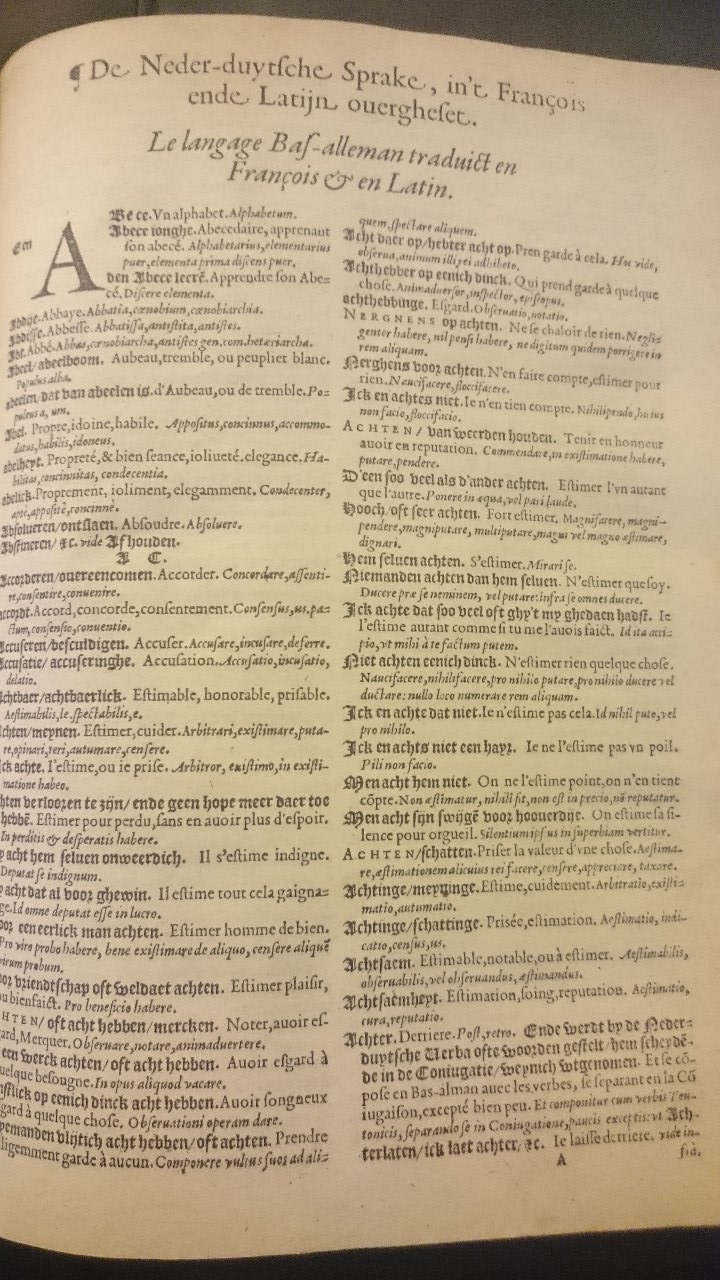 ¶De Neder-duytſche Sprake, in't François
ende Latijn ouergheſet.
Le langage Baſ-alleman traduict en
François & en Latin.
A Be ce. Vn alphabet. Alphabetum.
Abece ionghe. Abecedaire, apprenant
ſon abecé. Alphabetarius, elementarius
puer, elementa prima diſcens puer.
den Abece leerē. Apprendre ſon Abe-
cé. Diſcere elementa.
Abdije. Abbaye. Abbatia, cœnobium, cœnobiarchia.
Abdiſſe. Abbeſſe. Abbatiſſa, antiſtita, antiſtes.
Abt. Abbé. Abbas, cœnobiarcha, antiſtes gen. com. hetæriarcha.
Abeel/abeelboom. Aubeau, tremble, ou peuplier blanc.
Populus alba.
abeelen/dat van abeelen is. d'Aubeau, ou de tremble. Po-
puleus a, um.
Abel. Propre, idoine, habile. Appoſitus, concinnus, accommo-
datus, habilis, idoneus.
abelheyt. Propreté, & bien ſeance, ioliueté, elegance. Ha-
bilitas, concinnitas, condecentia.
abelick. Proprement, ioliment, elegamment. Condecenter,
aptè, appoſitè, concinnè.
Abſolueren/ontſlaen. Abſoudre. Abſoluere.
Abſtineren/ &c. vide Afhouden.
A C.
Accorderen/ouereencomen. Accorder. Concordare, aſſenti-
re, conſentire, conuenire.
accordt. Accord, concorde, conſentement. Conſenſus, us, pa-
ctum, conſenſio, conuentio.
Accuſeren/beſculdigen. Accuſer. Accuſare, incuſare, deferre.
Accuſatie/ accuſeringhe. Accuſation. Accuſatio, incuſatio,
delatio.
Achtbaer/achtbaerlick. Eſtimable, honorable, priſable.
Aeſtimabilis, le. ſpectabilis, e.
Achten/meynen. Eſtimer, cuider. Arbitrari, exiſtimare, puta-
re, opinari, reri, autumare, cenſere.
Ick achte. I'eſtime, ou ie priſe. Arbitror, exiſtimo, in exiſti-
matione habeo.
Achten verlooren te zijn/ ende geen hope meer daer toe
hebbē. Eſtimer pour perdu, ſans en auoir plus d'eſpoir.
In perditis & deſperatis habere.
acht hem ſeluen onweerdich. Il s'eſtime indigne.
Deputat ſe indignum.
acht dat al voor ghewin. Il eſtime tout cela gaigna-
ge. Id omne deputat eſſe in lucro.
voor een eerlick man achten. Eſtimer homme de bien.
Pro viro probo habere, bene exiſtimare de aliquo, cenſere aliquē
virum probum.
voor vriendtſchap oft weldaet achten. Eſtimer plaiſir,
ou bienfaict. Pro beneficio habere.
ACHTEN/ oft acht hebben/mercken. Noter, auoir eſ-
gard, Merquer. Obſeruare, notare, animaduertere.
een werck achten/ oft acht hebben. Auoir eſgard à
quelque beſongne. In opus aliquod vacare.
op eenich dinck acht hebben. Auoir ſongneux
eſgard à quelque choſe. Obſeruationi operam dare.
yemanden vlijtich acht hebben/ oft achten. Prendre
diligemment garde à aucun. Componere vultus ſuos ad ali-
quem, ſpectare aliquem.
Acht daer op/ hebter acht op. Pren garde à cela. Hoc vide,
obſerua, animum illi rei adhibeto.
Achthebber op eenich dinck. Qui prend garde à quelque
choſe. Animaduerſor, inſpector, epiſcopus.
achthebbinge. Eſgard. Obſeruatio, notatio.
NERGNENS op achten. Ne ſe chaloir de rien. Negli-
genter habere, nil penſi habere, ne digitum quidem porrigere in
rem aliquam.
Nerghens voor achten. N'en faire compte, eſtimer pour
rien. Naucifacere, floccifacere.
Ick en achtes niet. Ie n'en tien compte. Nihilipendo, huius
non facio, floccifacio.
ACHTEN/ van weerden houden. Tenir en honneur
auoir en reputation. Commendare, in exiſtimatione habere,
putare, pendere.
D'een ſoo veel als d'ander achten. Eſtimer l'vn autant
que l'autre. Ponere in æqua, vel pari laude.
Hooch/oft ſeer achten. Fort eſtimer. Magnifacere, magni-
pendere, magniputare, multiputare, magni vel magno æſtimare,
dignari.
Hem ſeluen achten. S'eſtimer. Mirari ſe.
Niemanden achten dan hem ſeluen. N'eſtimer que ſoy.
Ducere præ ſe neminem, vel putare: infra ſe omnes ducere.
Ick achte dat ſoo veel oft ghy't my ghedaen hadſt. Ie
l'eſtime autant comme ſi tu me l'auois faict. Id ita acci-
pio, vt mihi à te factum putem.
Niet achten eenich dinck. N'eſtimer rien quelque choſe.
Naucifacere, nihilifacere, pro nihilo putare, pro nihilo ducere vel
ductare: nullo loco numerare rem aliquam.
Ick en achte dat niet. Ie n'eſtime pas cela. Id nihil puto, vel
pro nihilo.
Ick en achts niet een hayr. Ie ne l'eſtime pas vn poil.
Pili non facio.
Men acht hem niet. On ne l'eſtime point, on n'en tient
cōpte. Non æſtimatur, nihili fit, non eſt in precio, nō reputatur.
Men acht ſijn ſwijgē voor hooverdije. On eſtime ſa ſi-
lence pour orgueil. Silentium ipſus in ſuperbiam vertitur.
ACHTEN/ſchatten. Priſer la valeur d'vne choſe. Aeſtima-
re, æſtimationem alicuius rei facere, cenſere, appreciare, taxare.
Achtinge/meyninge. Eſtime, cuidement. Arbitratio, exiſti-
matio, autumatio.
Achtinge/ſchattinge. Priſée, eſtimation. Aeſtimatio, indi-
catio, cenſus, us.
Achtſaem. Eſtimable, notable, ou à eſtimer. Aeſtimabilis,
obſeruabilis, vel obſeruandus, æſtimandus.
Achtſaemheyt. Eſtimation, ſoing, reputation. Aeſtimatio,
cura, reputatio.
Achter. Derriere. Poſt, retro. Ende werdt by de Neder-
duytſche Verba ofte woorden geſtelt/ hem ſcheydē-
de in de Coniugatie/ weynich wtgenomen. Et ſe cō-
poſe en Bas-alman auec les verbes, ſe ſeparant en la Cō
iugaiſon, excepté bien peu. Et componitur cum verbis Teu-
tonicis, ſeparando ſe in Coniugatione, paucis exceptis: vt Ach-
terlaten/ick laet achter/&c. Ie laiſſe derriere. vide in-
A
frà.